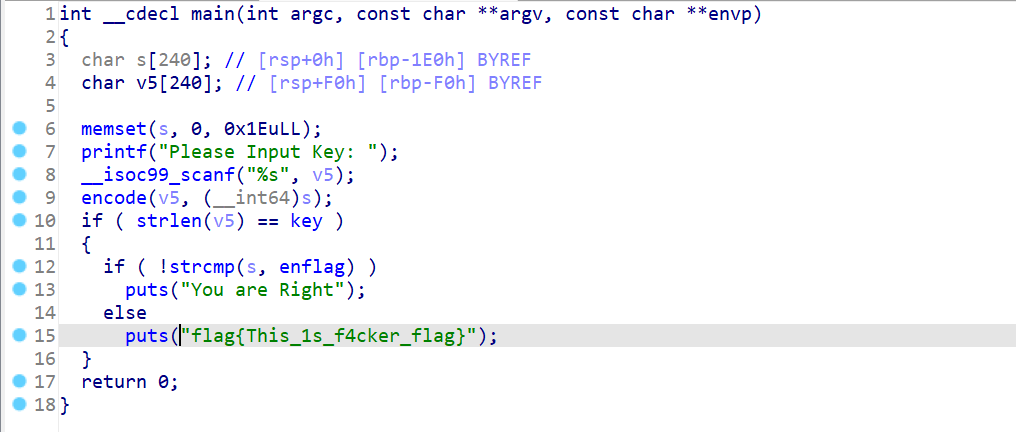 1 int __cdecl main(int argc, const char **argv, const char **envp)
2 {
3   char s[240]; // [rsp+0h] [rbp-1E0h] BYREF
4   char v5[240]; // [rsp+F0h] [rbp-F0h] BYREF
5
6   memset(s, 0, 0x1EuLL);
7   printf("Please Input Key: ");
8   __isoc99_scanf("%s", v5);
9   encode(v5, (__int64)s);
10   if ( strlen(v5) == key )
11   {
12     if ( !strcmp(s, enflag) )
13       puts("You are Right");
14     else
15       puts("flag{This_1s_f4cker_flag}");
16   }
17   return 0;
18 }